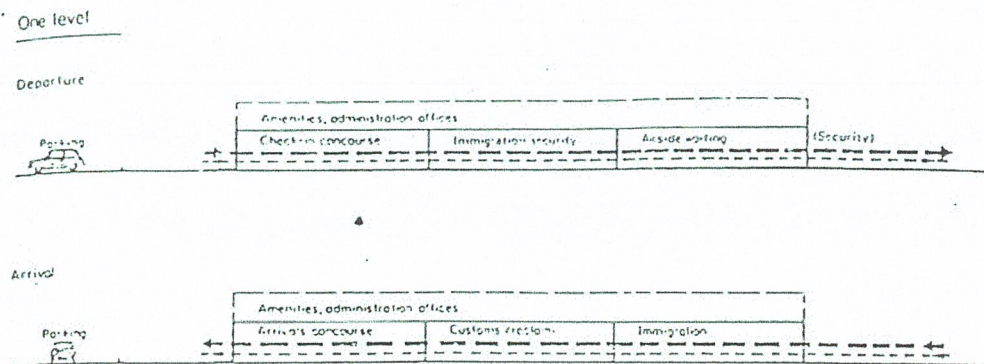 One level
Departure
Amenities, administration offices
Parking
Check-in concourse
Immigration security
Airside waiting
(Security)
Arrival
Amenities, administration offices
Parking
Arrivals concourse
Customs /reclaim
Immigration